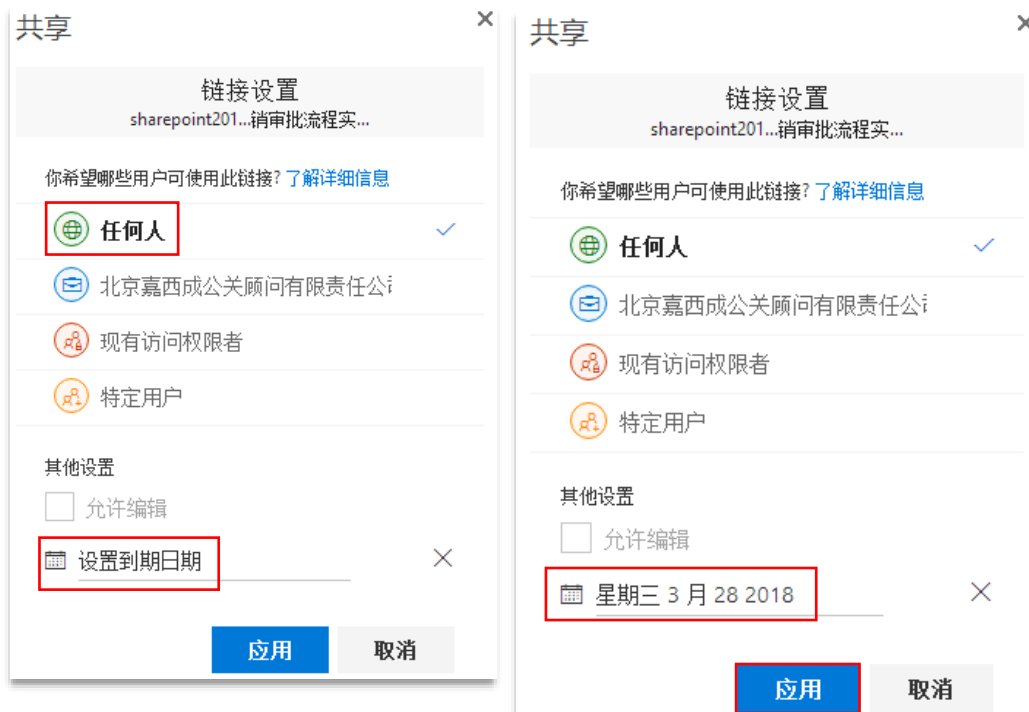 共享
链接设置
sharepoint201...销审批流程实...
你希望哪些用户可使用此链接? 了解详细信息
任何人
北京嘉西成公关顾问有限责任公司
现有访问权限者
特定用户
其他设置
允许编辑
设置到期日期
应用 取消
共享
链接设置
sharepoint201...销审批流程实...
你希望哪些用户可使用此链接? 了解详细信息
任何人
北京嘉西成公关顾问有限责任公司
现有访问权限者
特定用户
其他设置
允许编辑
星期三 3 月 28 2018
应用 取消